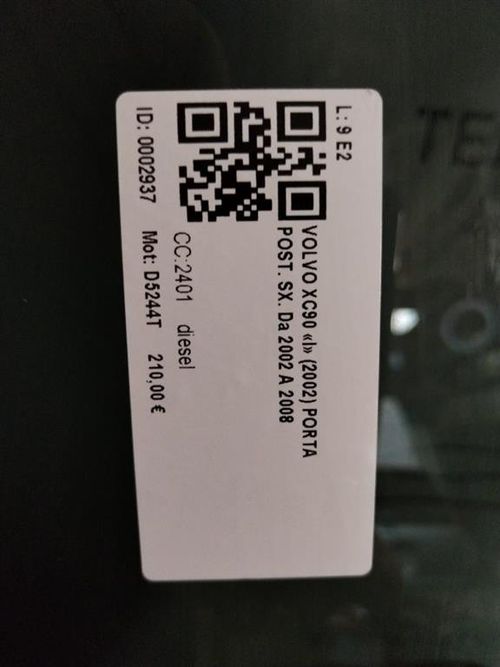 L: 9 E2
VOLVO XC90 «I» (2002) PORTA
POST. SX. Da 2002 A 2008
CC:2401 diesel
ID: 0002937 Mot: D5244T 210,00 €